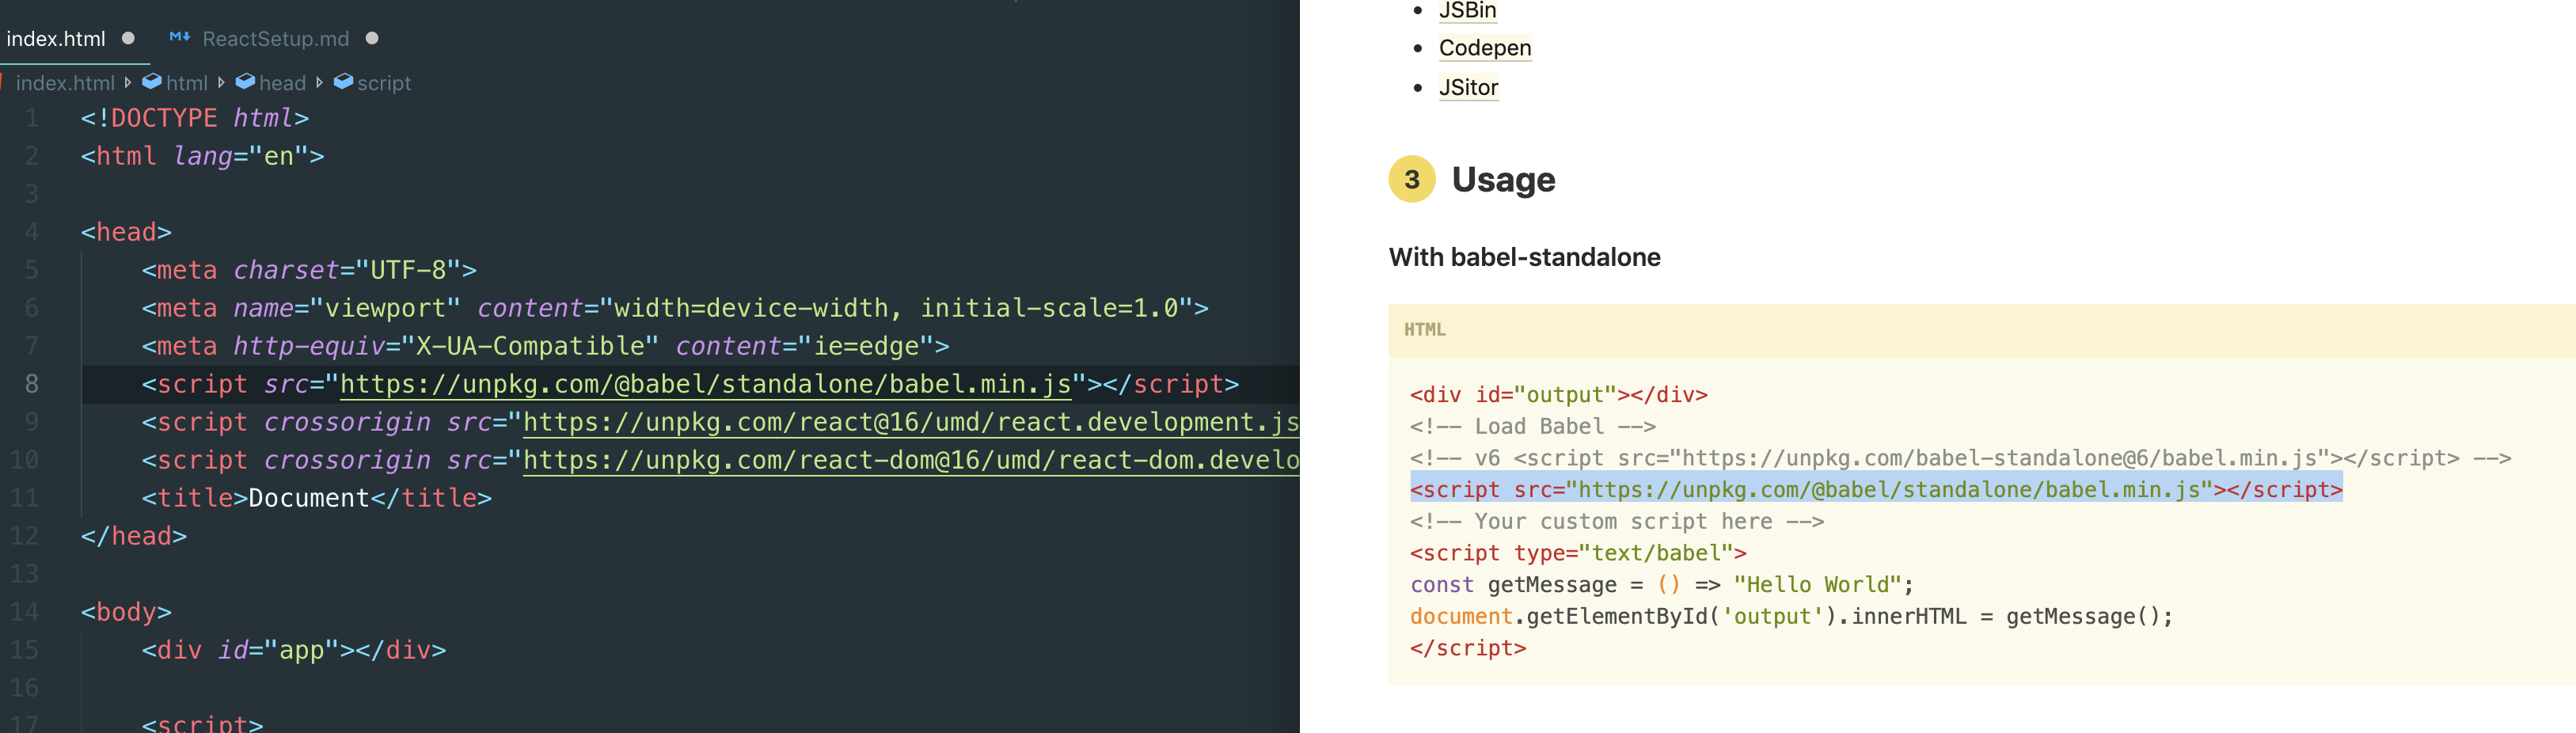 index.html ● ReactSetup.md ●
index.html html head script
1 <!DOCTYPE html>
2 <html lang="en">
3
4 <head>
5 <meta charset="UTF-8">
6 <meta name="viewport" content="width=device-width, initial-scale=1.0">
7 <meta http-equiv="X-UA-Compatible" content="ie=edge">
8 <script src="https://unpkg.com/@babel/standalone/babel.min.js"></script>
9 <script crossorigin src="https://unpkg.com/react@16/umd/react.development.js
10 <script crossorigin src="https://unpkg.com/react-dom@16/umd/react-dom.develo
11 <title>Document</title>
12 </head>
13
14 <body>
15 <div id="app"></div>
16
17 <script>
• JSBin
• Codepen
• JSitor
3 Usage
With babel-standalone
HTML
<div id="output"></div>
<!-- Load Babel -->
<!-- v6 <script src="https://unpkg.com/babel-standalone@6/babel.min.js"></script> -->
<script src="https://unpkg.com/@babel/standalone/babel.min.js"></script>
<!-- Your custom script here -->
<script type="text/babel">
const getMessage = () => "Hello World";
document.getElementById('output').innerHTML = getMessage();
</script>